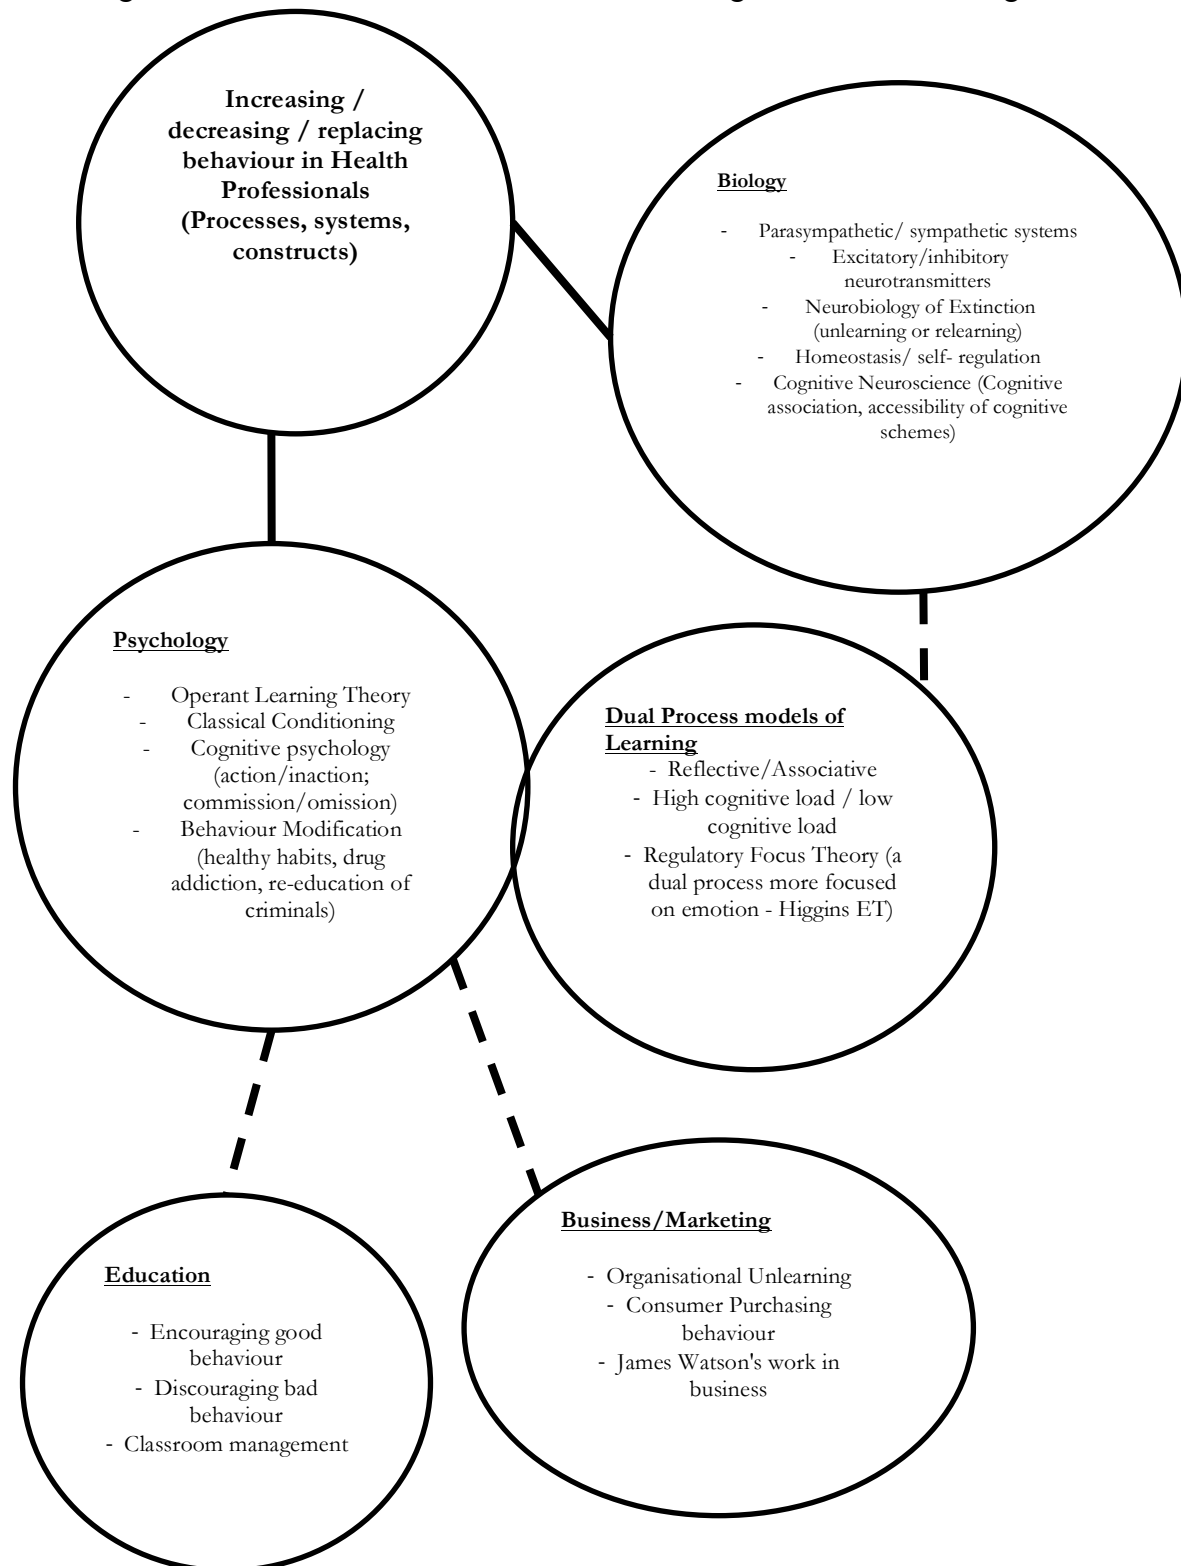 Increasing /
decreasing / replacing
behaviour in Health
Professionals
(Processes, systems,
constructs)
Biology
- Parasympathetic/ sympathetic systems
- Excitatory/inhibitory
neurotransmitters
- Neurobiology of Extinction
(unlearning or relearning)
- Homeostasis/ self- regulation
- Cognitive Neuroscience (Cognitive
association, accessibility of cognitive
schemes)
Psychology
- Operant Learning Theory
- Classical Conditioning
- Cognitive psychology
(action/inaction;
commission/omission)
- Behaviour Modification
(healthy habits, drug
addiction, re-education of
criminals)
Dual Process models of
Learning
- Reflective/Associative
- High cognitive load / low
cognitive load
- Regulatory Focus Theory (a
dual process more focused
on emotion - Higgins ET)
Education
- Encouraging good
behaviour
- Discouraging bad
behaviour
- Classroom management
Business/Marketing
- Organisational Unlearning
- Consumer Purchasing
behaviour
- James Watson's work in
business